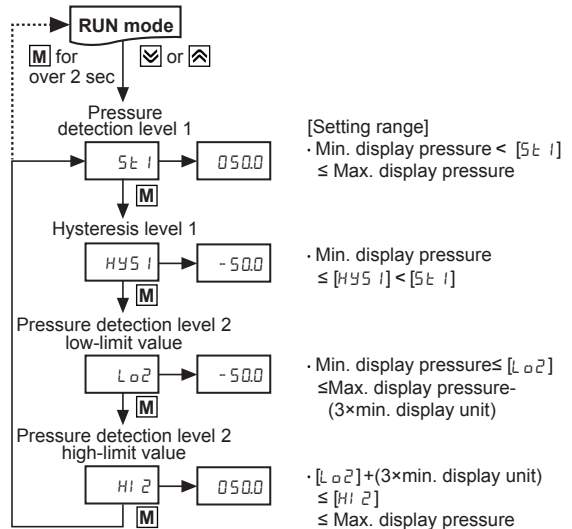 RUN mode
M for
over 2 sec
or
Pressure
detection level 1
St 1
050.0
[Setting range]
· Min. display pressure < [St 1]
≤ Max. display pressure
M
Hysteresis level 1
HYS 1
-50.0
· Min. display pressure
≤ [HYS 1] < [St 1]
M
Pressure detection level 2
low-limit value
Lo2
-50.0
· Min. display pressure≤ [Lo2]
≤Max. display pressure-
(3×min. display unit)
M
Pressure detection level 2
high-limit value
HI 2
050.0
· [Lo2]+(3×min. display unit)
≤ [HI 2]
≤ Max. display pressure
M